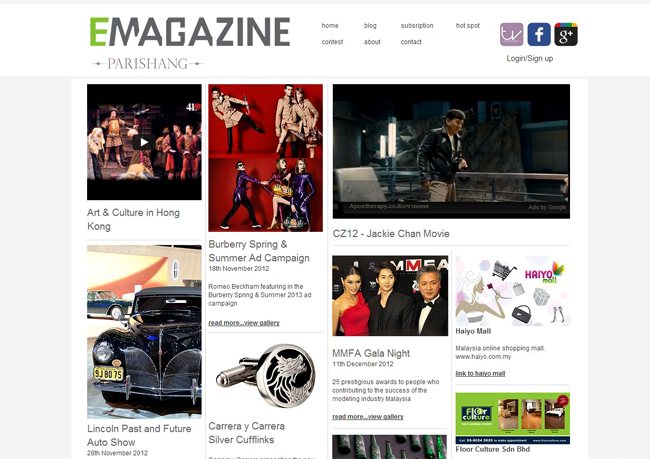 EMAGAZINE
PARISHANG
home blog subsription hot spot
contest about contact
Login/Sign up
Art & Culture in Hong
Kong
9J 80 75
Lincoln Past and Future
Auto Show
28th November 2012
Burberry Spring &
Summer Ad Campaign
18th November 2012
Romeo Beckham featuring in the
Burberry Spring & Summer 2013 ad
campaign
read more...view gallery
Carrera y Carrera
Silver Cufflinks
Ads by Google
CZ12 - Jackie Chan Movie
MMFA
MMFA Gala Night
11th December 2012
25 prestigious awards to people who
contributing to the success of the
modeling industry Malaysia
read more...view gallery
HAIYO
mall
Haiyo Mall
Malaysia online shopping mall.
www.haiyo.com.my
link to haiyo mall
Floor
culture
Floor Culture Sdn Bhd